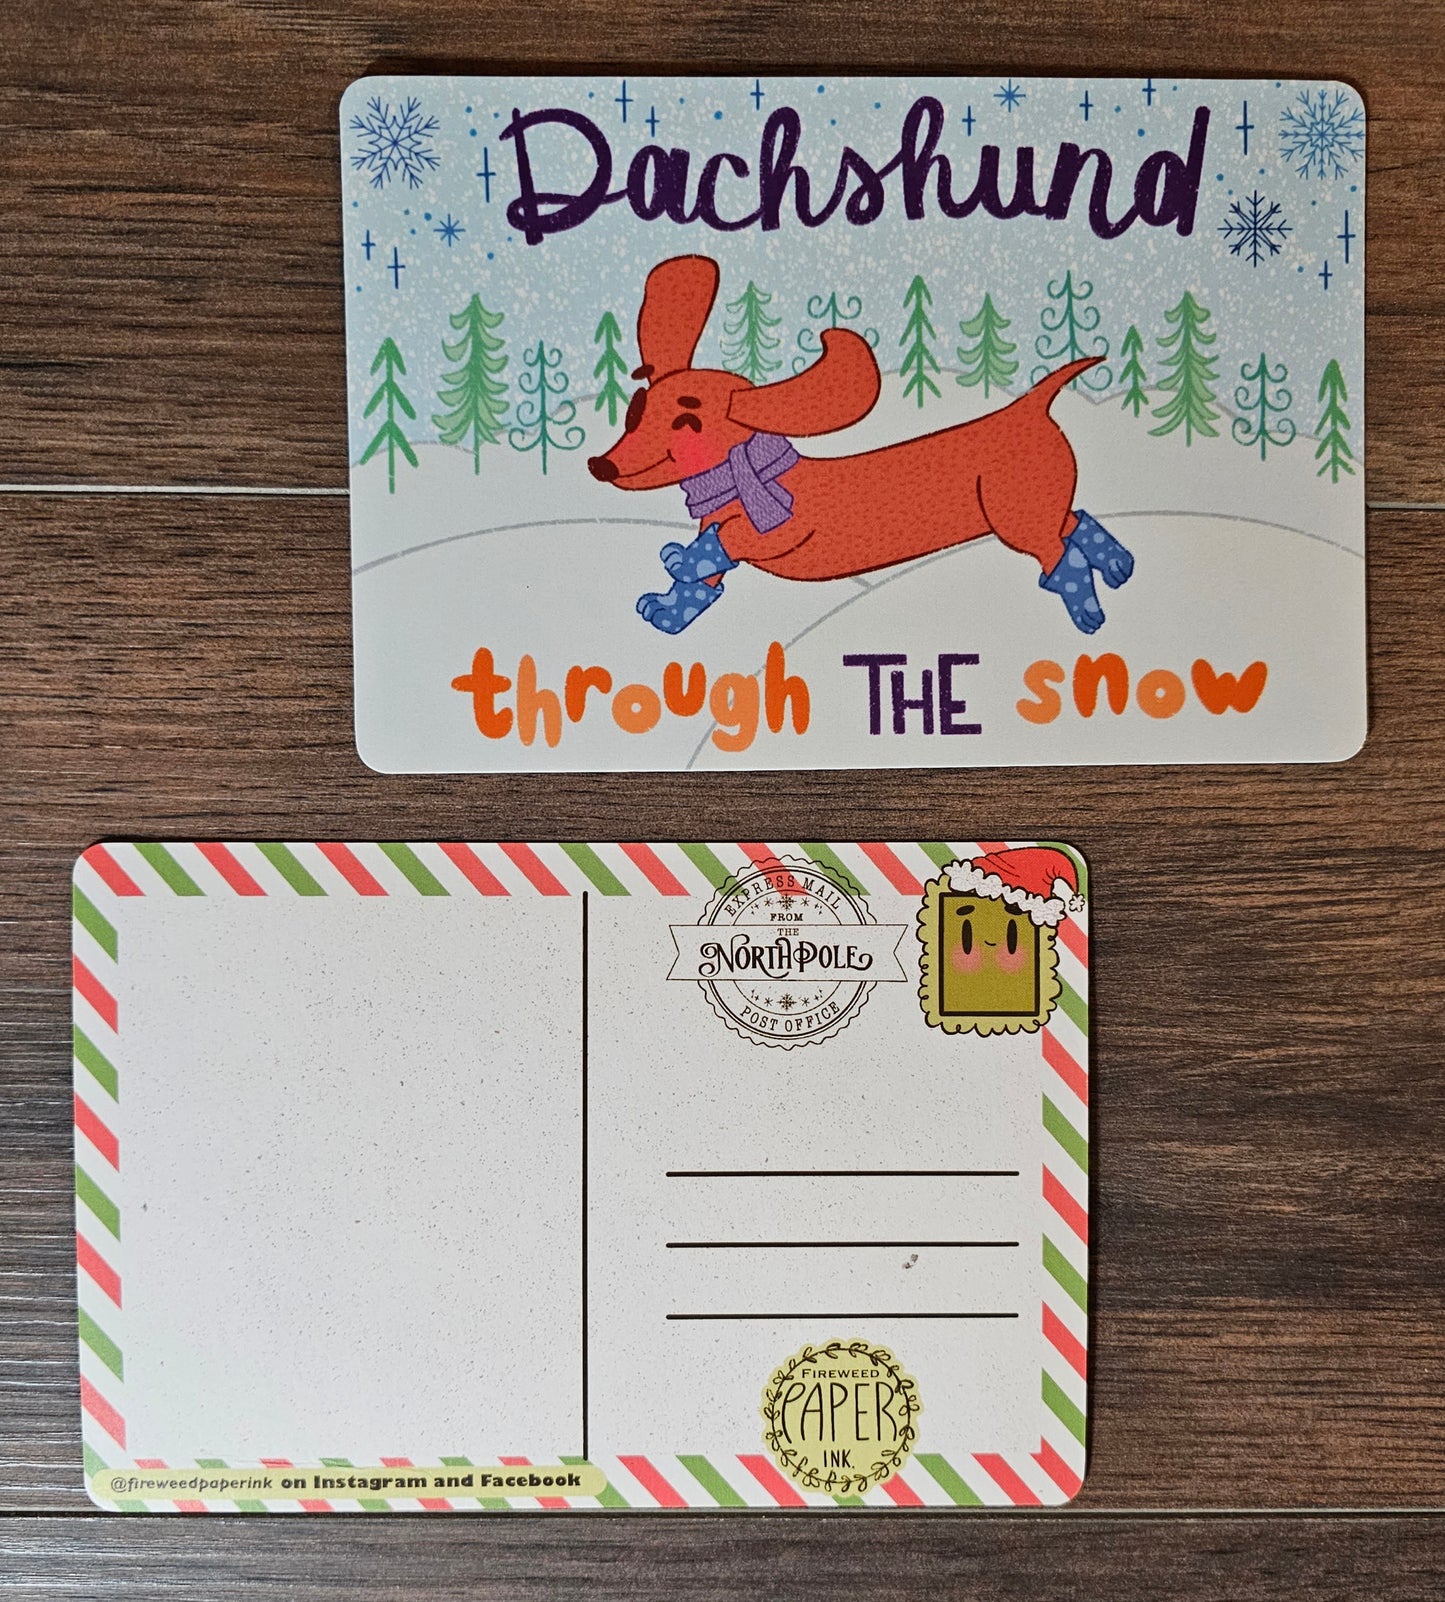 Dachshund
through THE snow
EXPRESS MAIL
FROM
THE
NORTH POLE
POST OFFICE
FIREWEED
PAPER
INK.
@fireweedpaperink on Instagram and Facebook